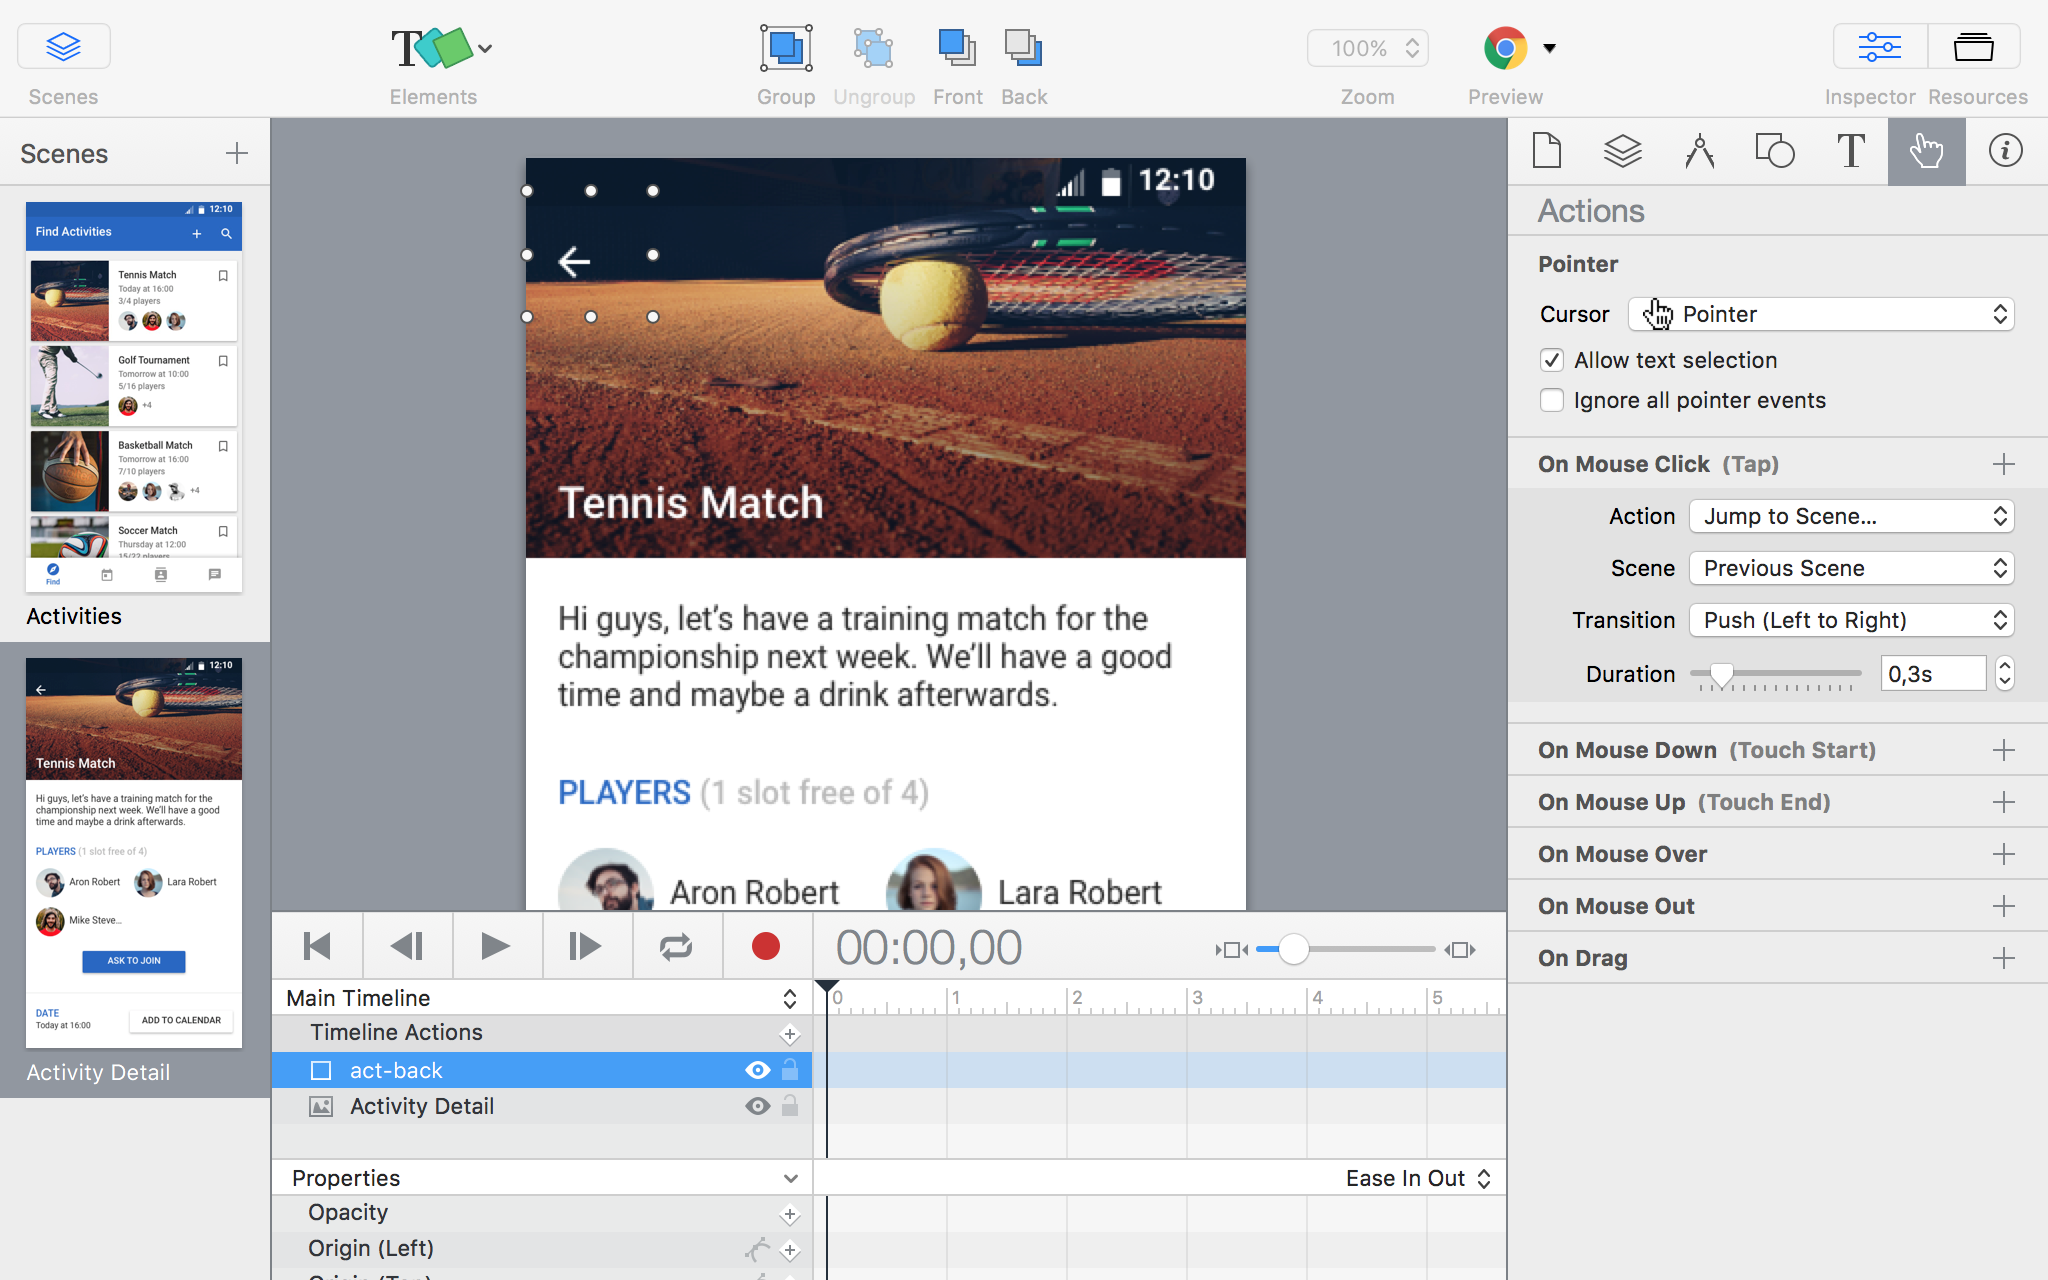 Scenes
Elements
Group
Ungroup
Front
Back
100%
Zoom
Preview
Inspector
Resources
Scenes
12:10
Find Activities
Tennis Match
Today at 16:00
3/4 players
Golf Tournament
Tomorrow at 10:00
5/16 players
+4
Basketball Match
Tomorrow at 16:00
7/10 players
+4
Soccer Match
Thursday at 12:00
15/22 players
Find
Activities
12:10
Tennis Match
Hi guys, let's have a training match for the
championship next week. We'll have a good
time and maybe a drink afterwards.
PLAYERS (1 slot free of 4)
Aron Robert
Lara Robert
Mike Steve...
ASK TO JOIN
DATE
Today at 16:00
ADD TO CALENDAR
Activity Detail
12:10
Tennis Match
Hi guys, let's have a training match for the
championship next week. We'll have a good
time and maybe a drink afterwards.
PLAYERS (1 slot free of 4)
Aron Robert
Lara Robert
00:00,00
Main Timeline
0 1 2 3 4 5
Timeline Actions
act-back
Activity Detail
Properties
Ease In Out
Opacity
Origin (Left)
Origin (Top)
Actions
Pointer
Cursor
Pointer
Allow text selection
Ignore all pointer events
On Mouse Click (Tap)
Action
Jump to Scene...
Scene
Previous Scene
Transition
Push (Left to Right)
Duration
0,3s
On Mouse Down (Touch Start)
On Mouse Up (Touch End)
On Mouse Over
On Mouse Out
On Drag